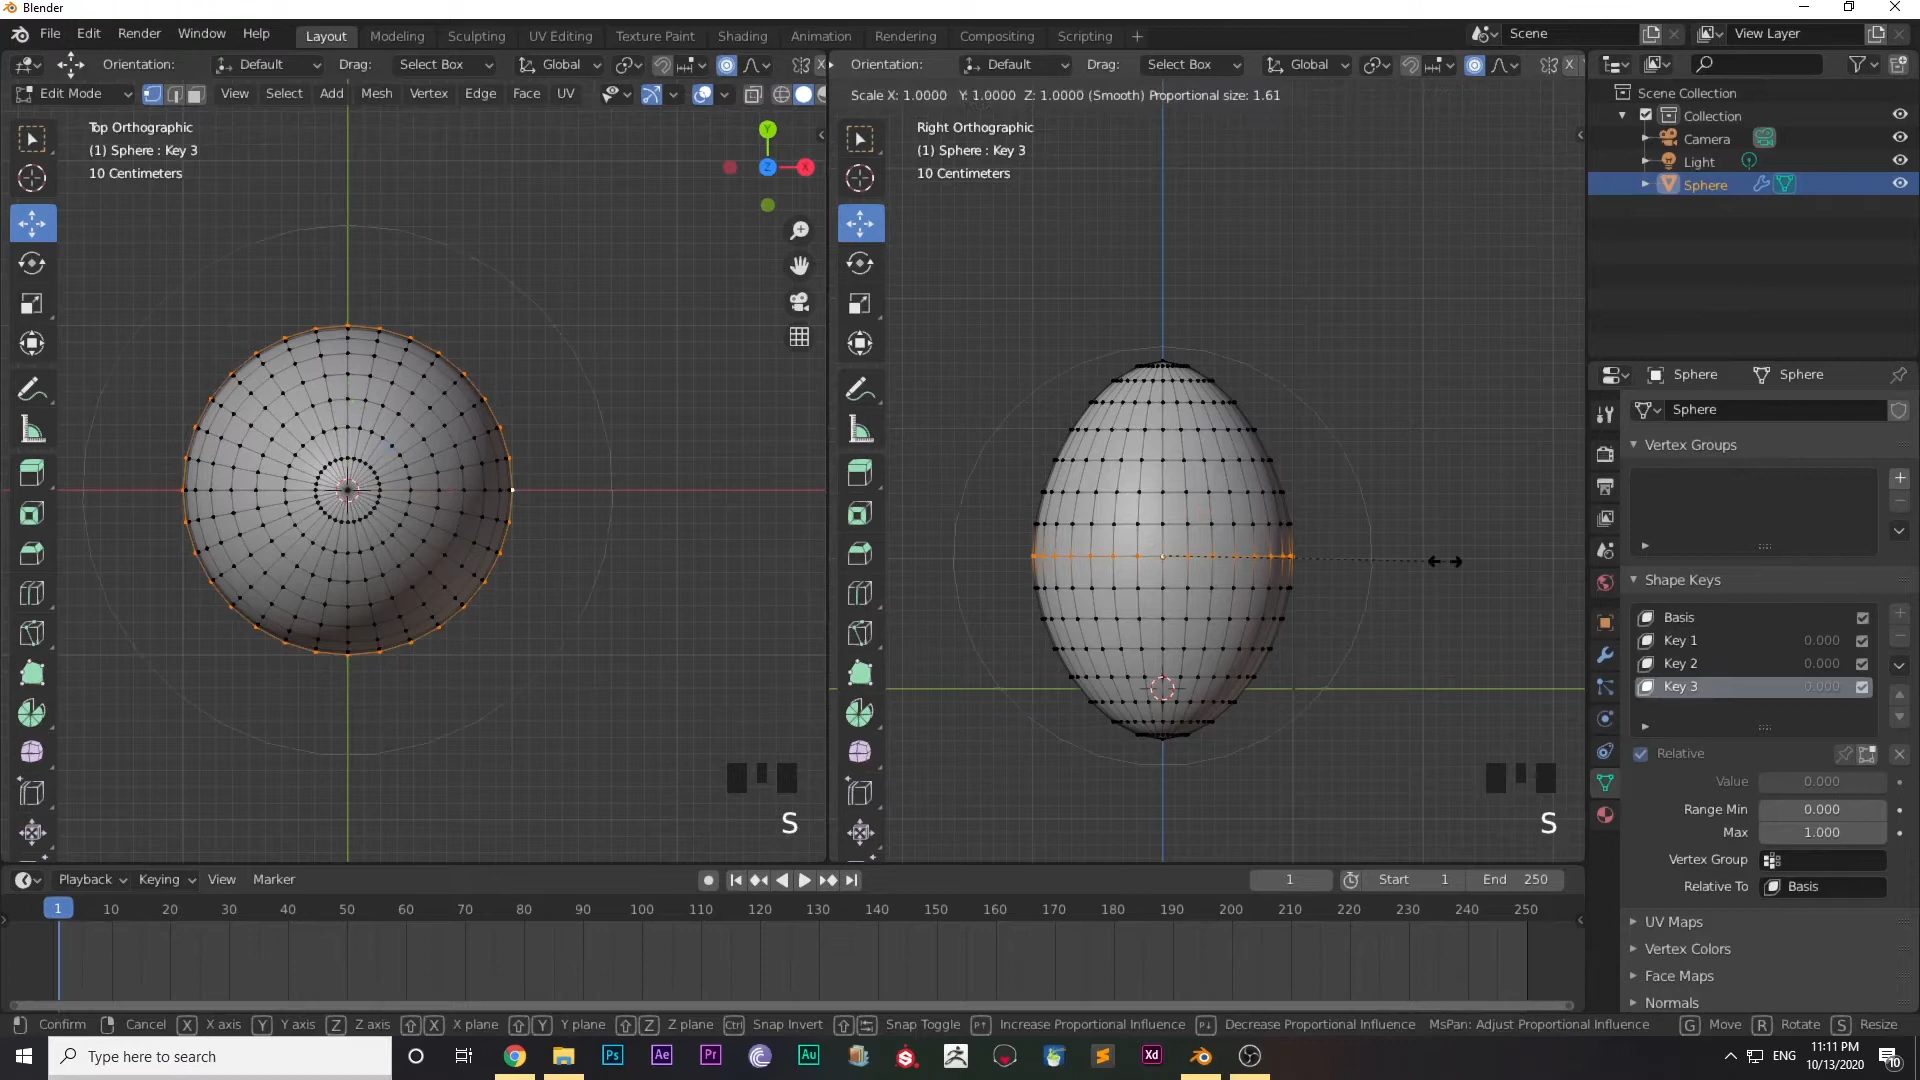 Blender
File Edit Render Window Help Layout Modeling Sculpting UV Editing Texture Paint Shading Animation Rendering Compositing Scripting + Scene View Layer
Orientation: Default Drag: Select Box Global
Orientation: Default Drag: Select Box Global
Edit Mode View Select Add Mesh Vertex Edge Face UV
Scale X: 1.0000 Y: 1.0000 Z: 1.0000 (Smooth) Proportional size: 1.61
Top Orthographic
(1) Sphere : Key 3
10 Centimeters
Y
Z
X
S
Right Orthographic
(1) Sphere : Key 3
10 Centimeters
S
Scene Collection
Collection
Camera
Light
Sphere
Sphere Sphere
Sphere
Vertex Groups
Shape Keys
Basis
Key 1 0.000
Key 2 0.000
Key 3 0.000
Relative
Value 0.000
Range Min 0.000
Max 1.000
Vertex Group
Relative To Basis
UV Maps
Vertex Colors
Face Maps
Normals
Playback Keying View Marker 1 Start 1 End 250
1 10 20 30 40 50 60 70 80 90 100 110 120 130 140 150 160 170 180 190 200 210 220 230 240 250
Confirm Cancel X X axis Y Y axis Z Z axis X X plane Y Y plane Z Z plane Ctrl Snap Invert Snap Toggle Increase Proportional Influence Decrease Proportional Influence MsPan: Adjust Proportional Influence G Move R Rotate S Resize
Type here to search Ps Ae Pr Au Xd ENG 11:11 PM
10/13/2020 10